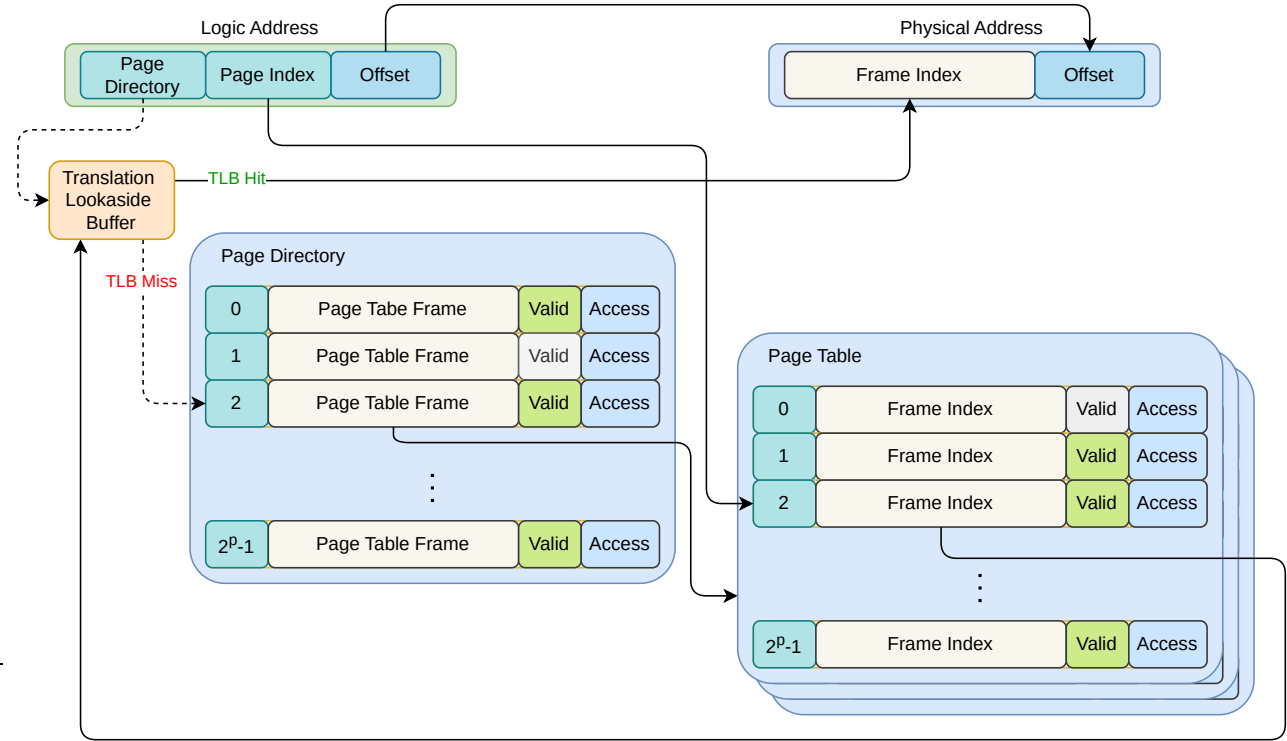 Logic Address
Physical Address
Page
Directory
Page Index
Offset
Frame Index
Offset
Translation
Lookaside
Buffer
TLB Hit
TLB Miss
Page Directory
0 Page Tabe Frame Valid Access
1 Page Table Frame Valid Access
2 Page Table Frame Valid Access
⋮
2ᵖ-1 Page Table Frame Valid Access
Page Table
0 Frame Index Valid Access
1 Frame Index Valid Access
2 Frame Index Valid Access
⋮
2ᵖ-1 Frame Index Valid Access